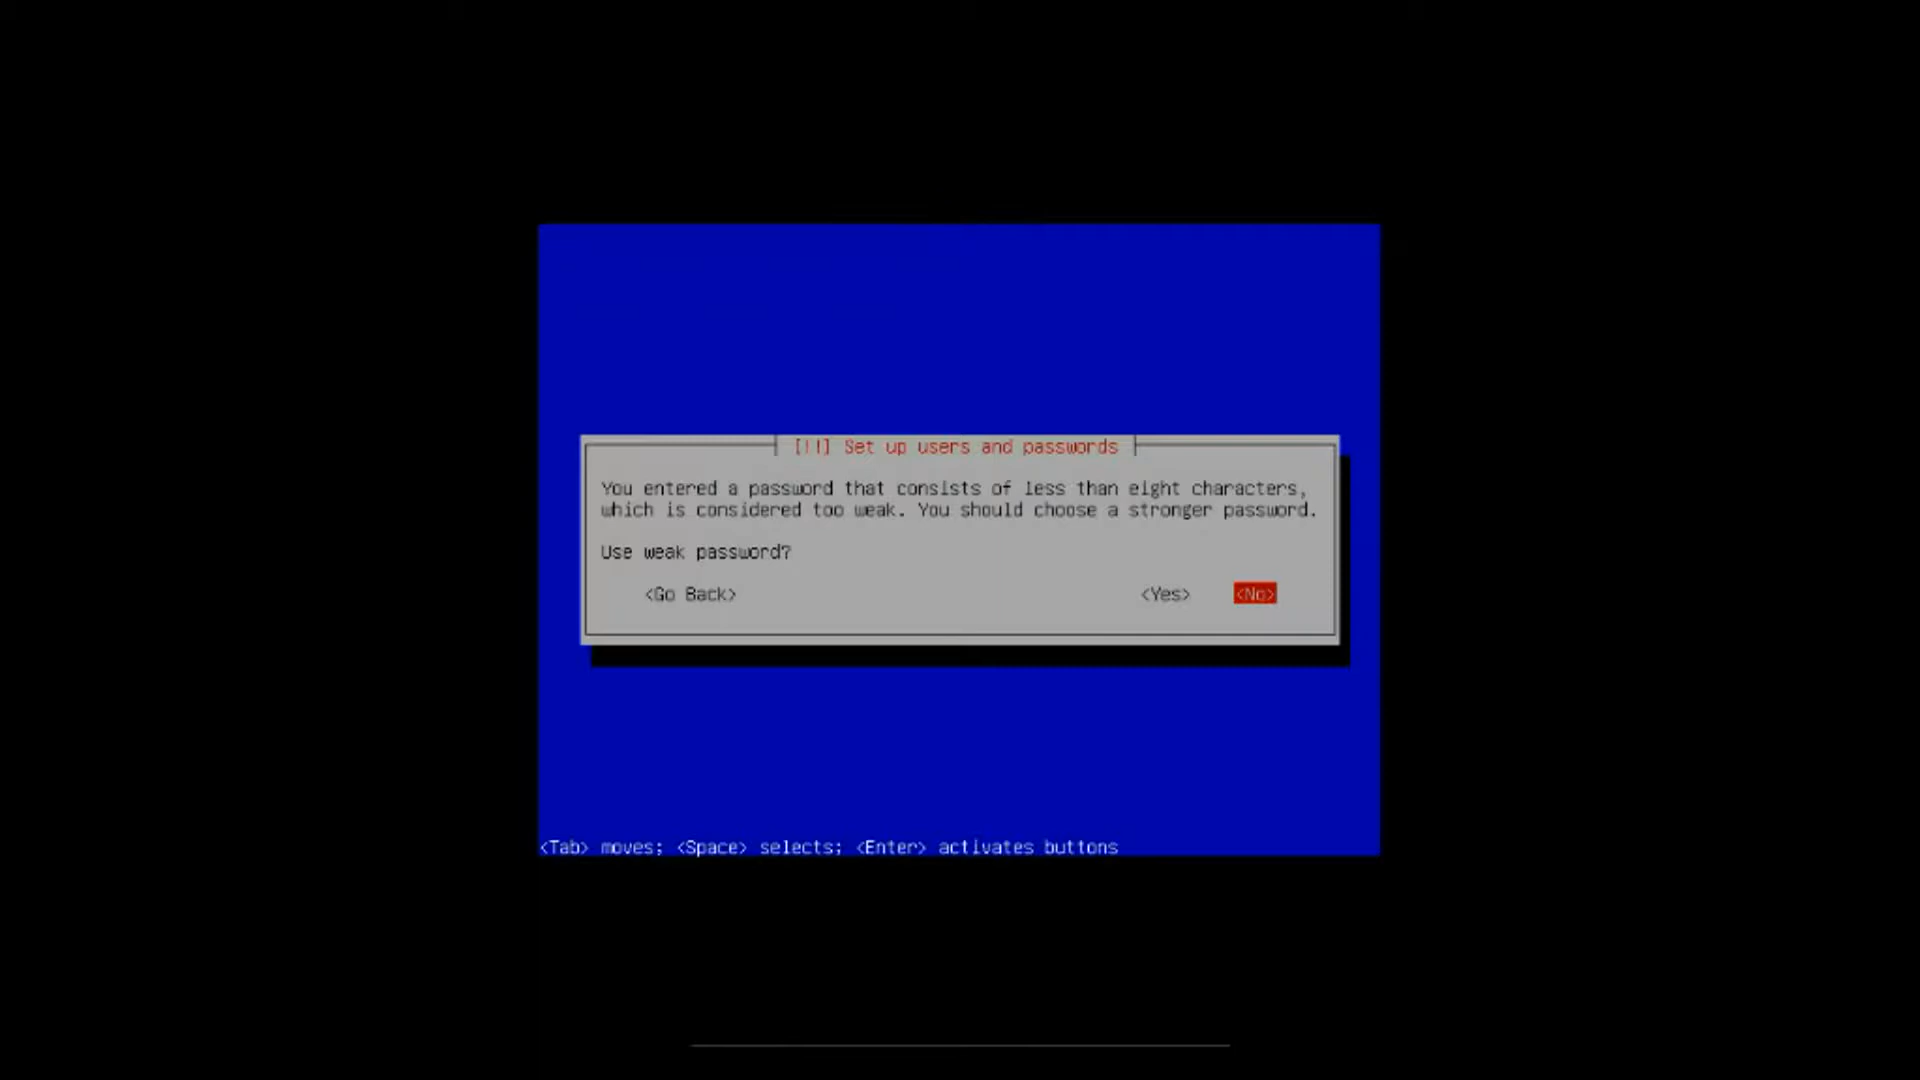 [!!] Set up users and passwords
You entered a password that consists of less than eight characters,
which is considered too weak. You should choose a stronger password.
Use weak password?
<Go Back> <Yes> <No>
<Tab> moves; <Space> selects; <Enter> activates buttons